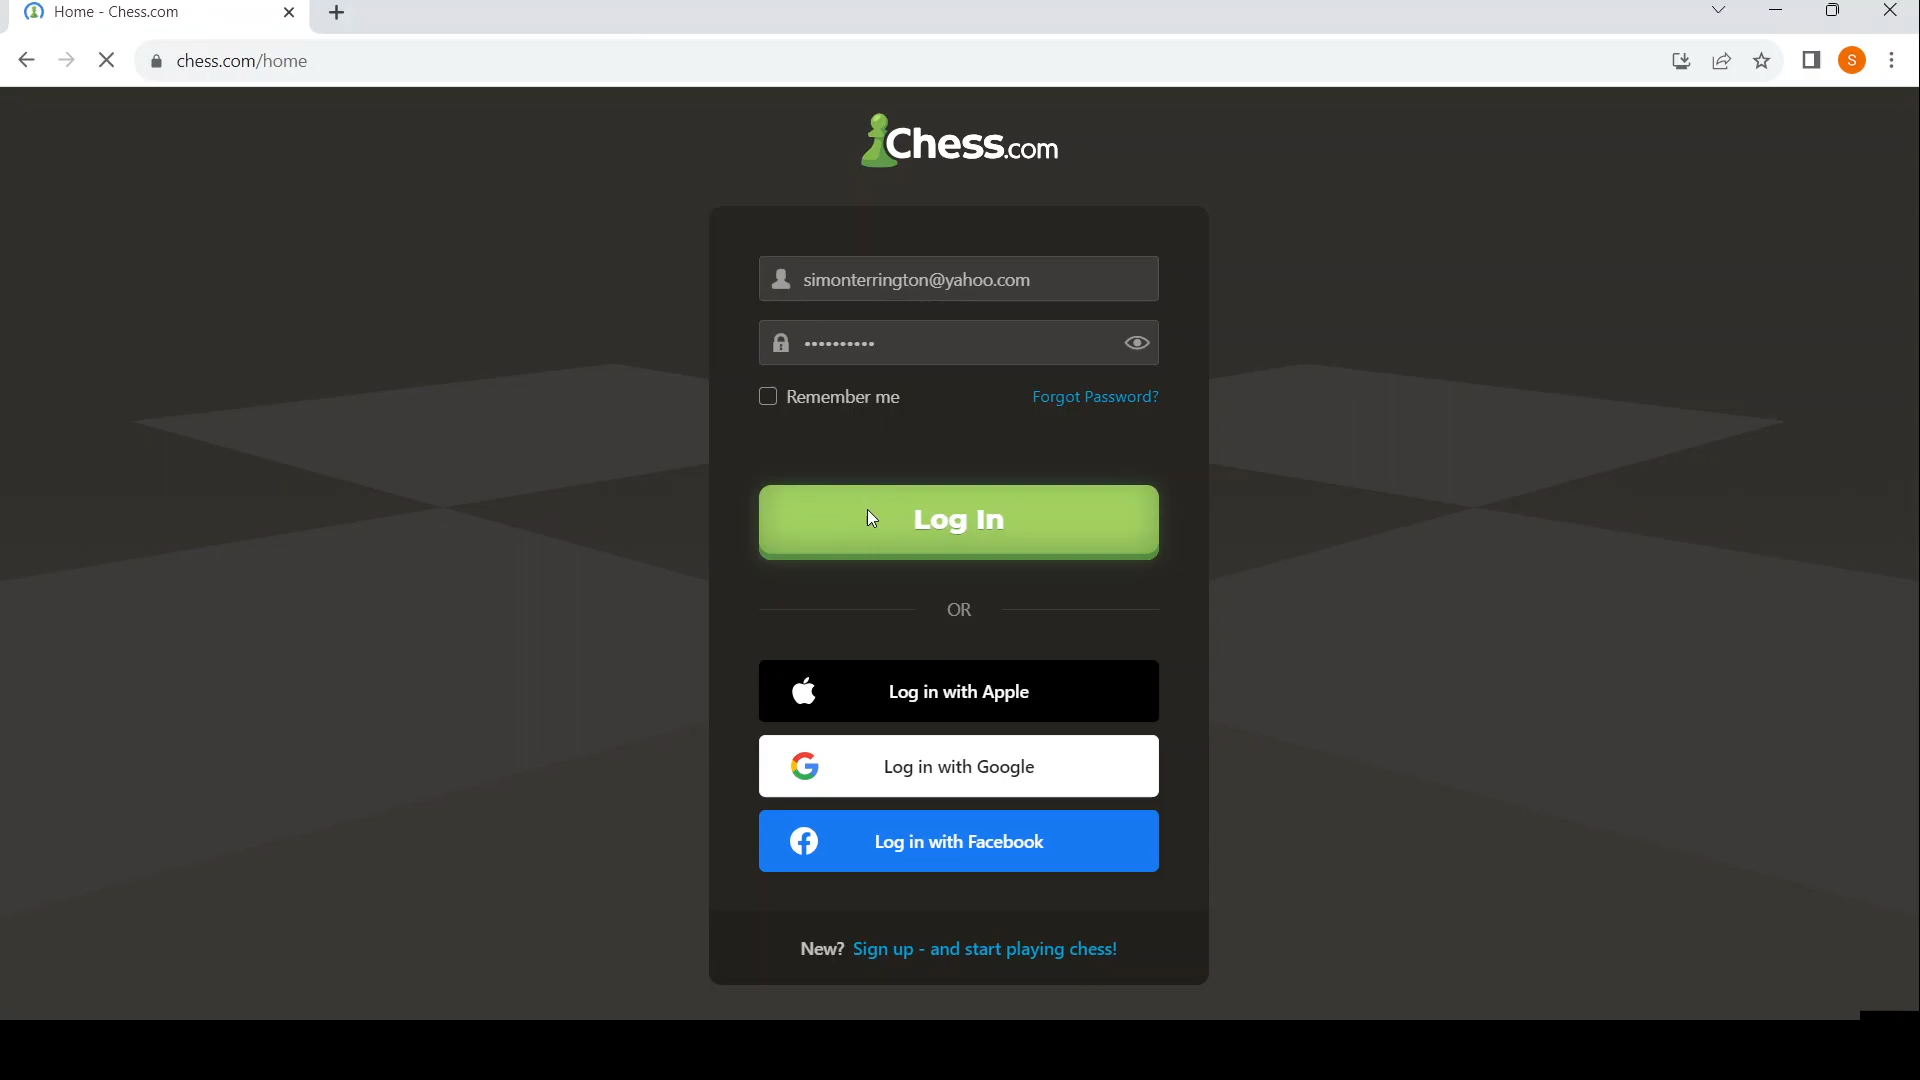 Home - Chess.com
chess.com/home
S
Chess.com
simonterrington@yahoo.com
••••••••••
Remember me
Forgot Password?
Log In
OR
Log in with Apple
Log in with Google
Log in with Facebook
New? Sign up - and start playing chess!